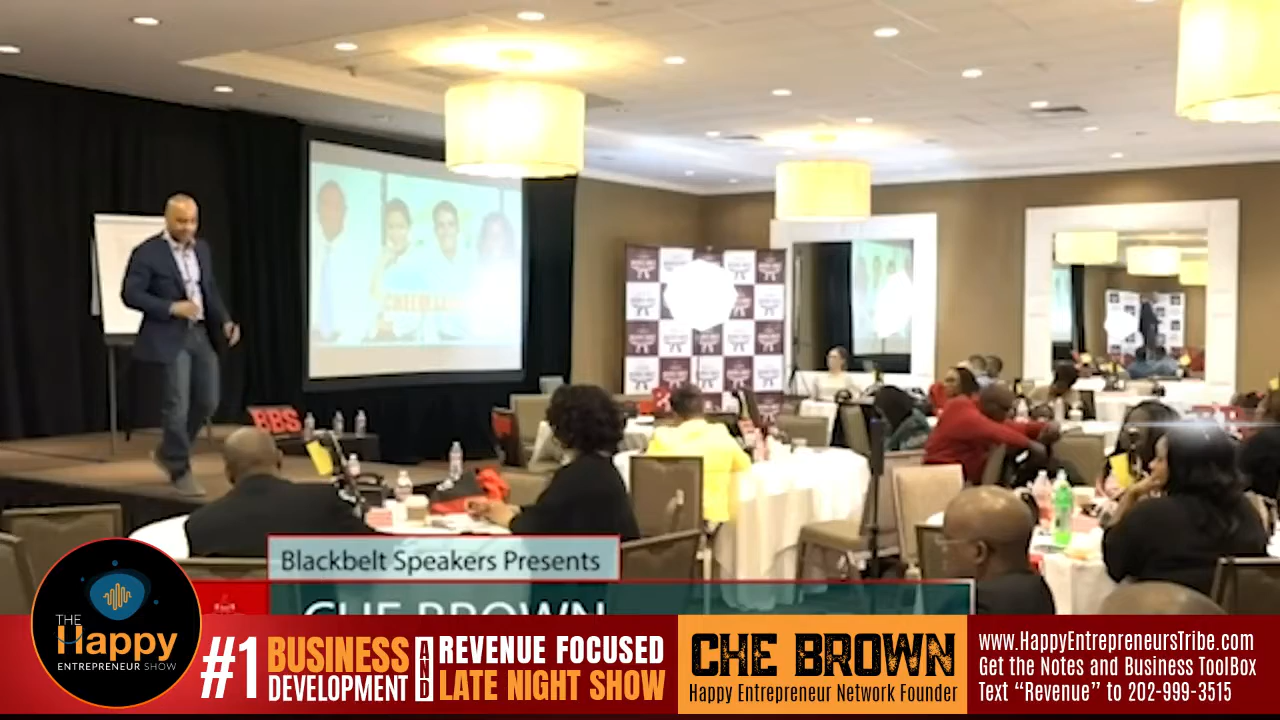 BBS
Blackbelt Speakers Presents
CHE BROWN
THE
Happy
ENTREPRENEUR SHOW
#1 BUSINESS
DEVELOPMENT
AND
REVENUE FOCUSED
LATE NIGHT SHOW
CHE BROWN
Happy Entrepreneur Network Founder
www.HappyEntrepreneursTribe.com
Get the Notes and Business ToolBox
Text “Revenue” to 202-999-3515